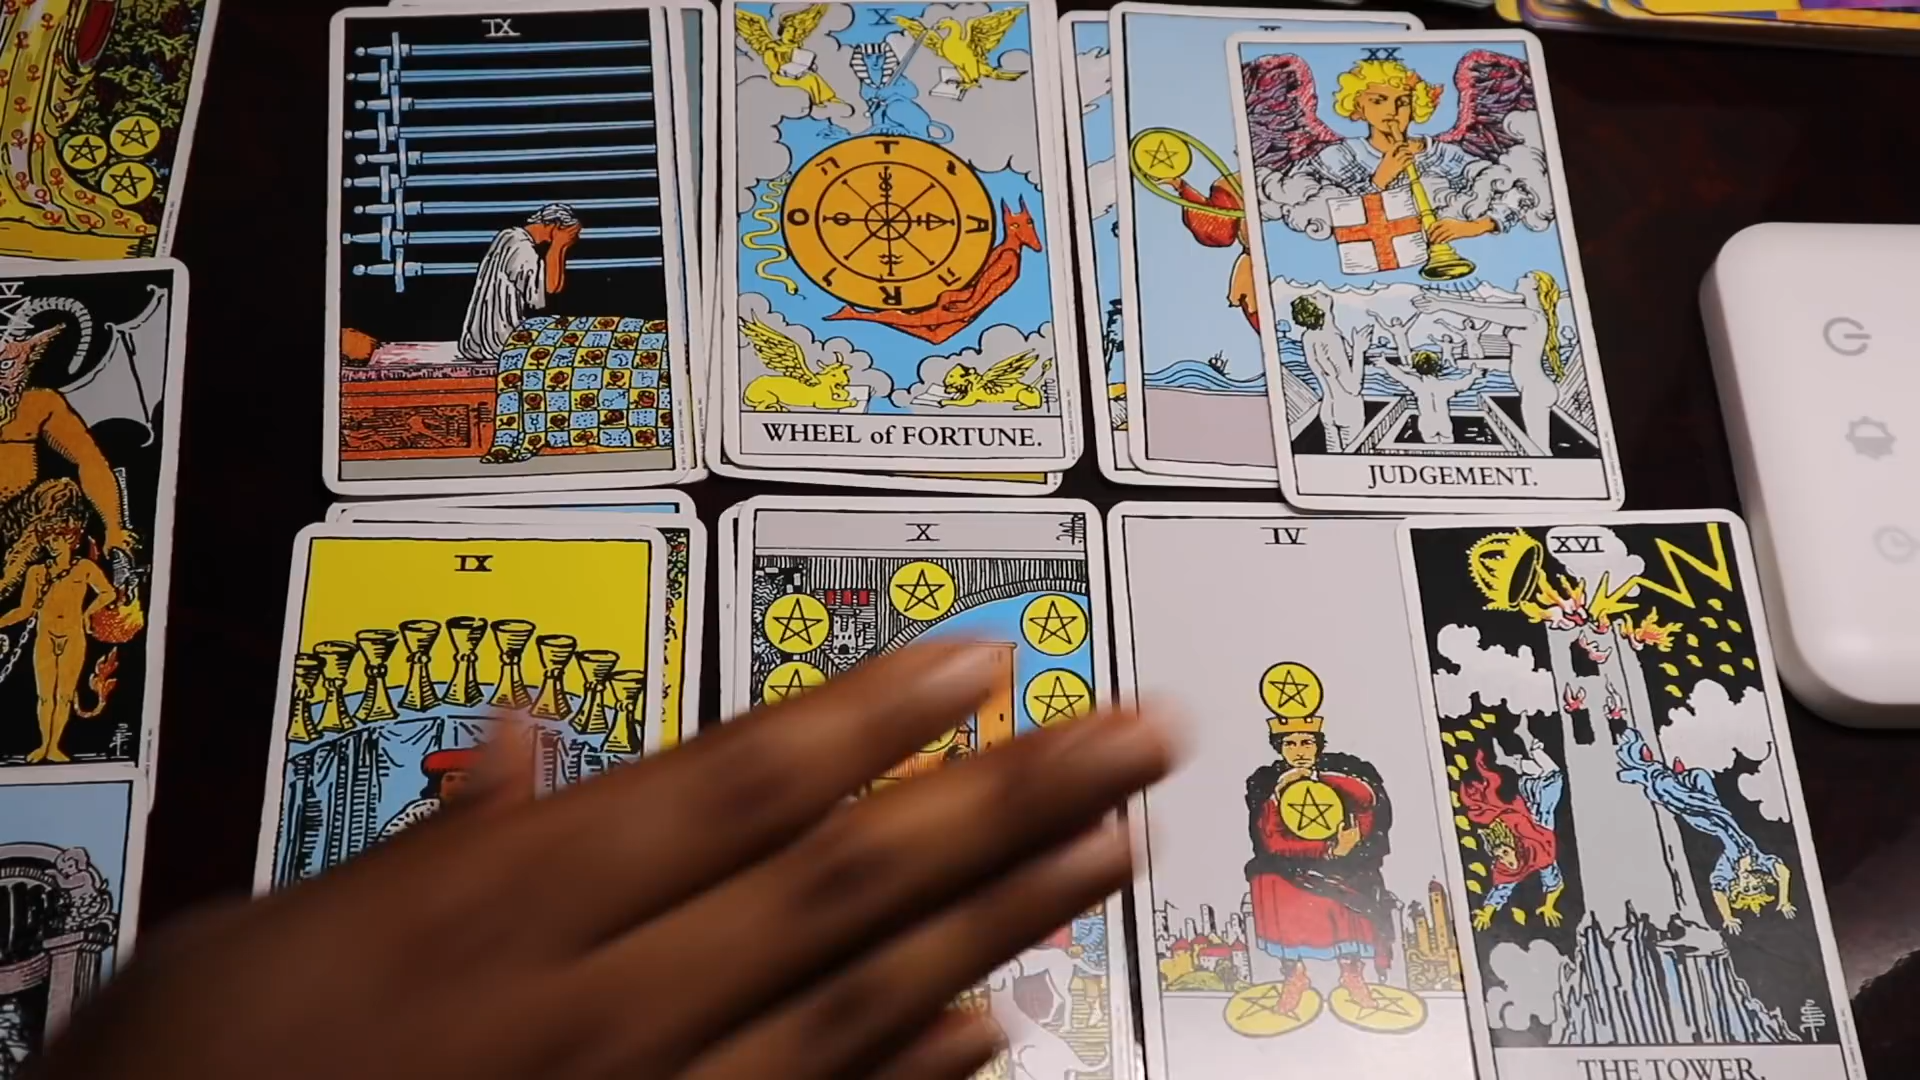 IX
X
XX
WHEEL of FORTUNE.
JUDGEMENT.
IX
X
IV
XVI
THE TOWER.